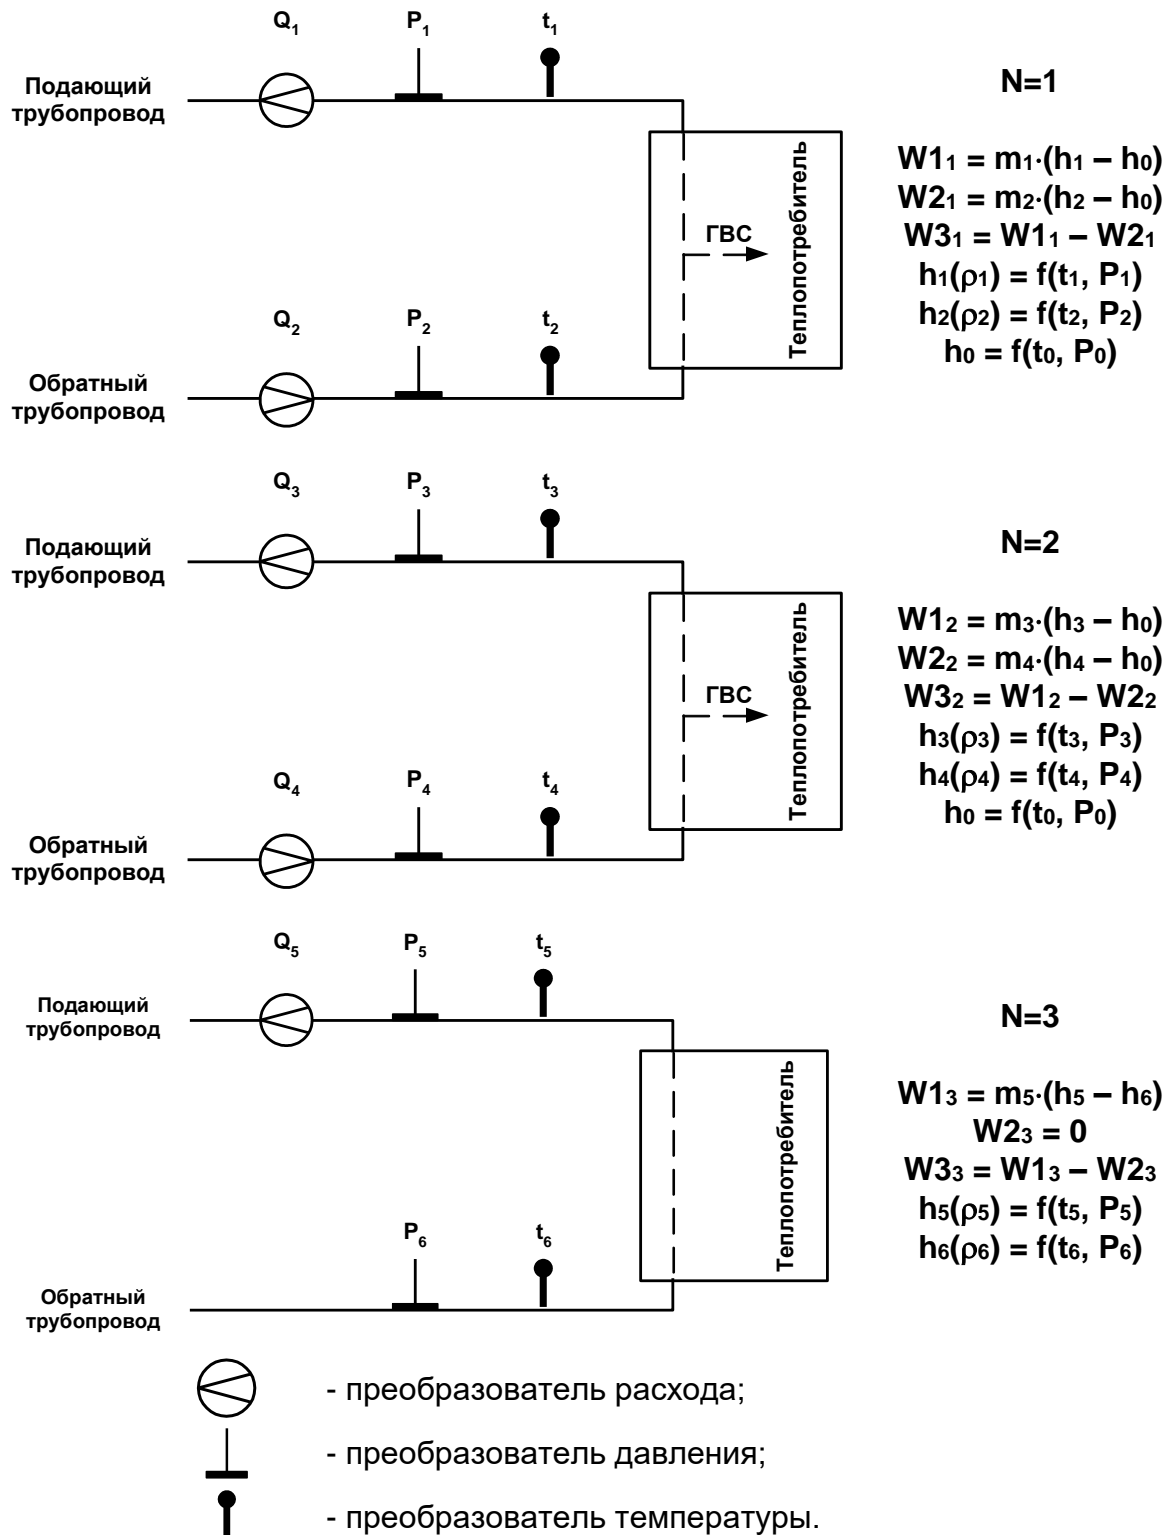 Q₁ P₁ t₁
Подающий
трубопровод
N=1
W1₁ = m₁·(h₁ – h₀)
W2₁ = m₂·(h₂ – h₀)
W3₁ = W1₁ – W2₁
h₁(ρ₁) = f(t₁, P₁)
h₂(ρ₂) = f(t₂, P₂)
h₀ = f(t₀, P₀)
ГВС
Теплопотребитель
Q₂ P₂ t₂
Обратный
трубопровод
Q₃ P₃ t₃
Подающий
трубопровод
N=2
W1₂ = m₃·(h₃ – h₀)
W2₂ = m₄·(h₄ – h₀)
W3₂ = W1₂ – W2₂
h₃(ρ₃) = f(t₃, P₃)
h₄(ρ₄) = f(t₄, P₄)
h₀ = f(t₀, P₀)
ГВС
Теплопотребитель
Q₄ P₄ t₄
Обратный
трубопровод
Q₅ P₅ t₅
Подающий
трубопровод
N=3
W1₃ = m₅·(h₅ – h₆)
W2₃ = 0
W3₃ = W1₃ – W2₃
h₅(ρ₅) = f(t₅, P₅)
h₆(ρ₆) = f(t₆, P₆)
Теплопотребитель
P₆ t₆
Обратный
трубопровод
- преобразователь расхода;
- преобразователь давления;
- преобразователь температуры.